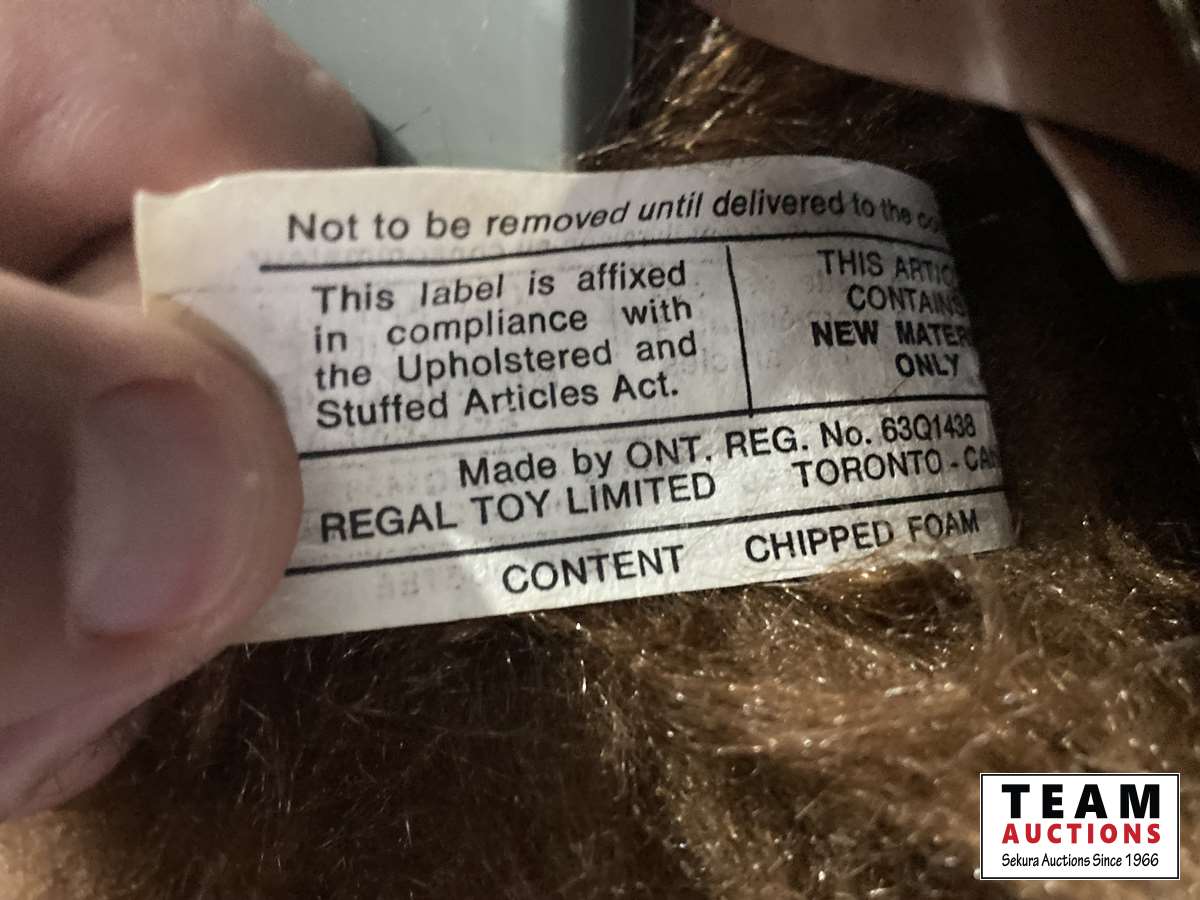 Not to be removed until delivered to the
This label is affixed
in compliance with
the Upholstered and
Stuffed Articles Act.
THIS
CONTAINS
NEW
ONLY
Made by ONT. REG. No. 63Q1438
REGAL TOY LIMITED TORONTO -
CONTENT CHIPPED FOAM
TEAM
AUCTIONS
Sekura Auctions Since 1966